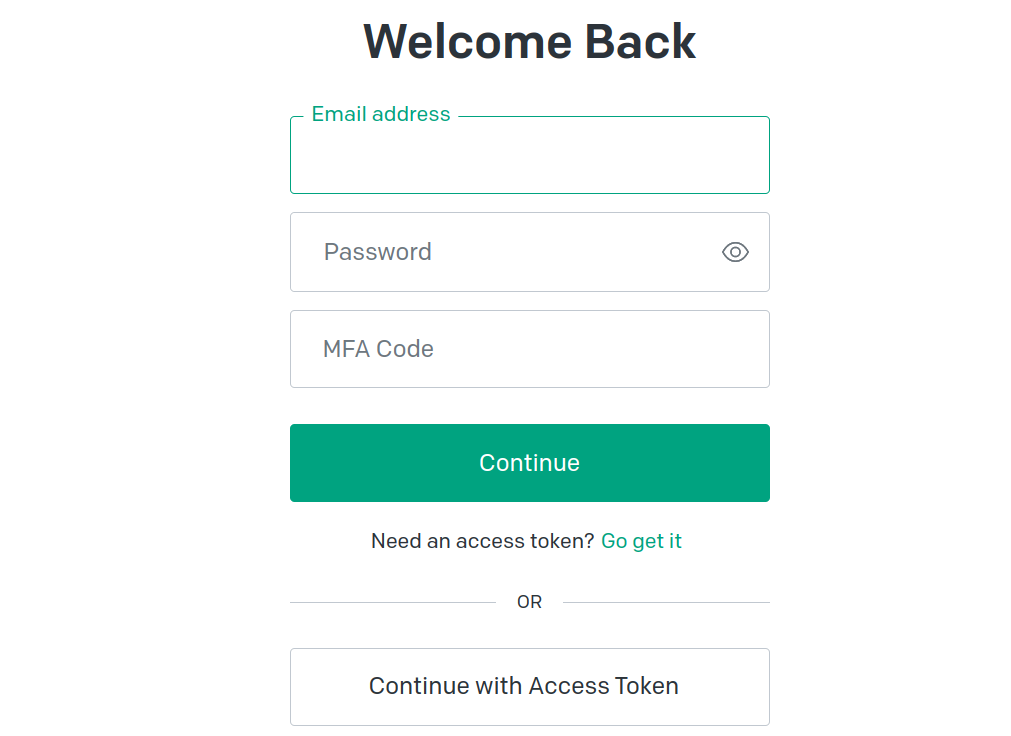 Welcome Back
Email address
Password
MFA Code
Continue
Need an access token? Go get it
OR
Continue with Access Token